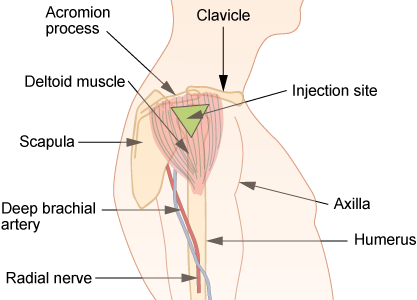 Acromion
process
Clavicle
Deltoid muscle
Injection site
Scapula
Deep brachial
artery
Axilla
Humerus
Radial nerve